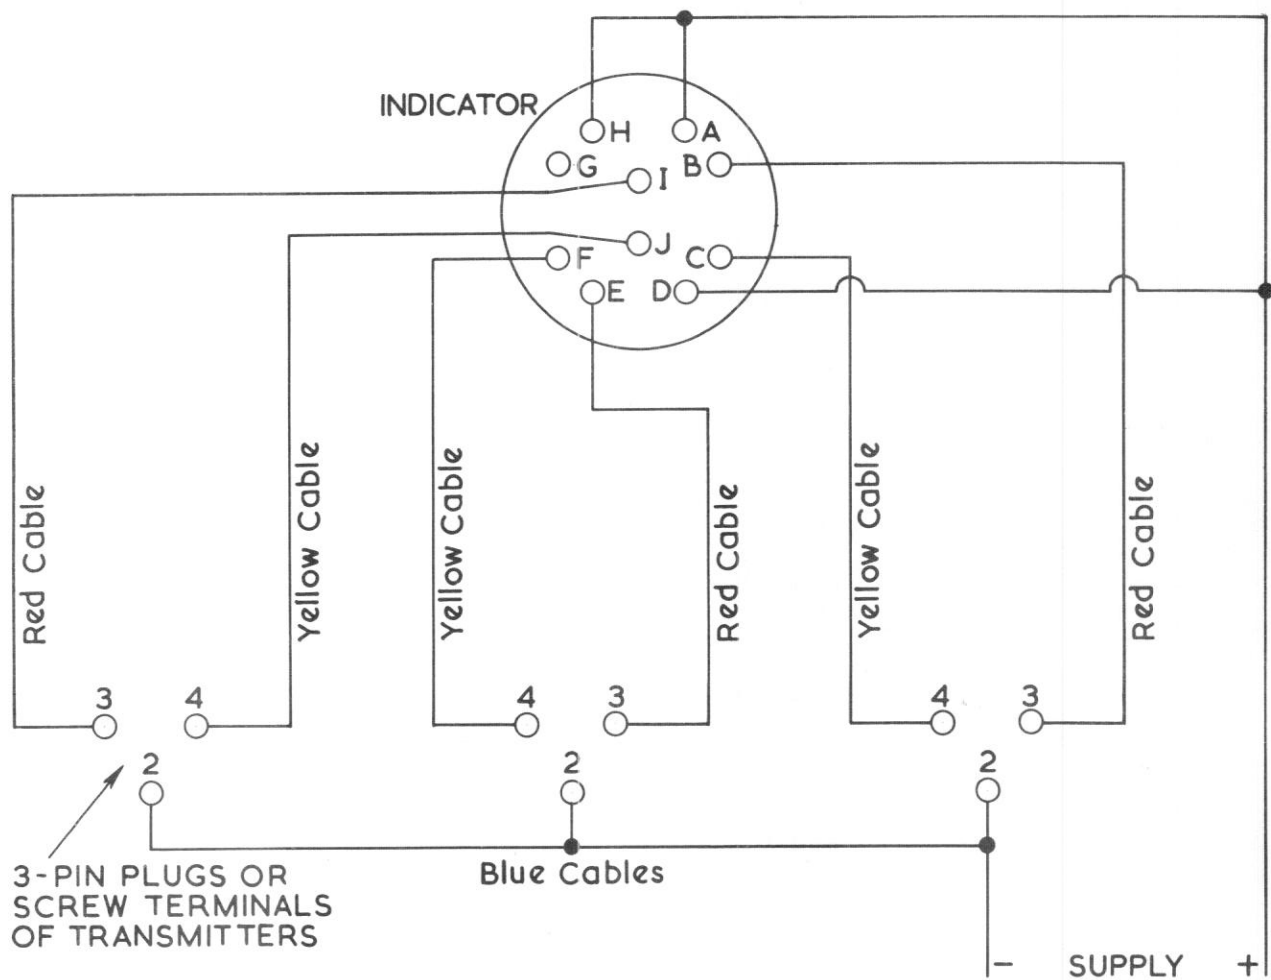 INDICATOR
H A
G B
I
J
F C
E D
Red Cable
Yellow Cable
Yellow Cable
Red Cable
Yellow Cable
Red Cable
3 4 4 3 4 3
2 2 2
3-PIN PLUGS OR
SCREW TERMINALS
OF TRANSMITTERS
Blue Cables
- SUPPLY +